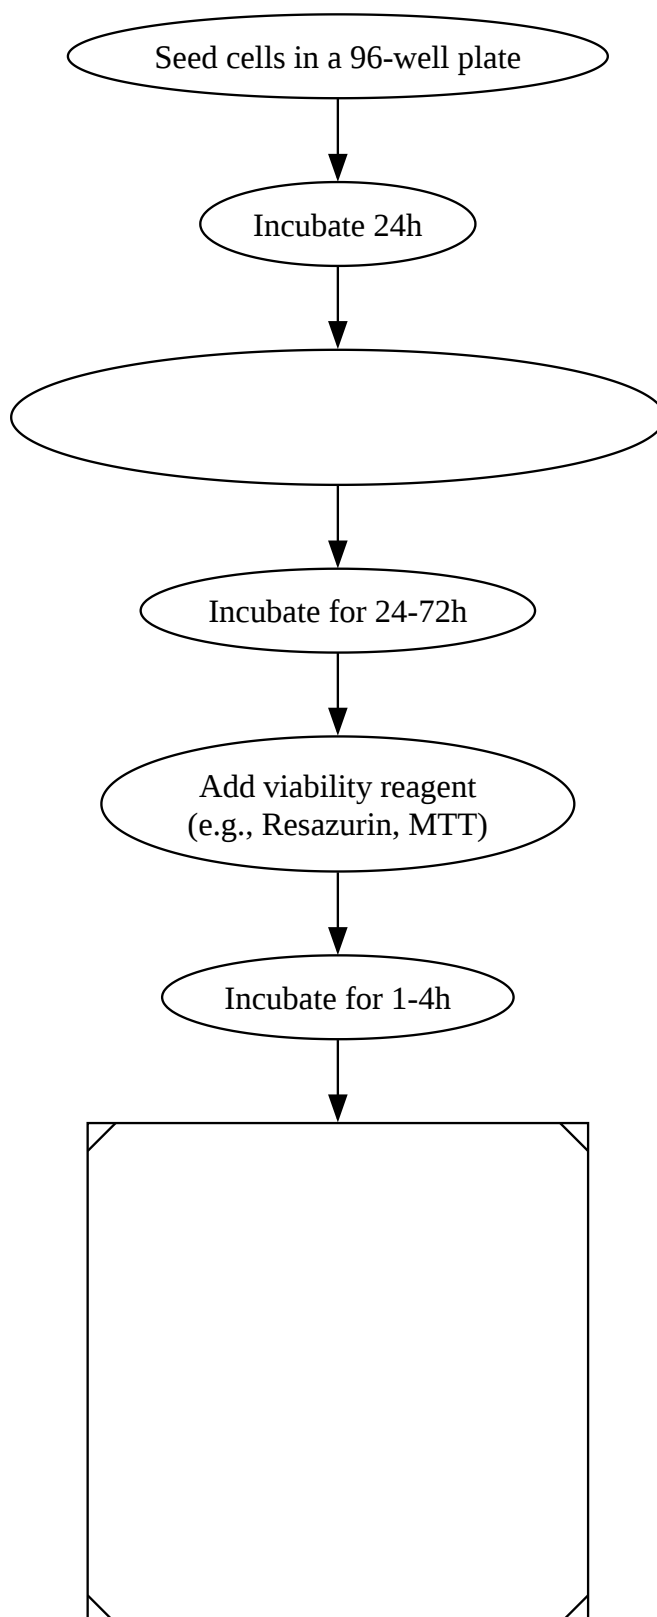 Seed cells in a 96-well plate
Incubate 24h
Incubate for 24-72h
Add viability reagent
(e.g., Resazurin, MTT)
Incubate for 1-4h